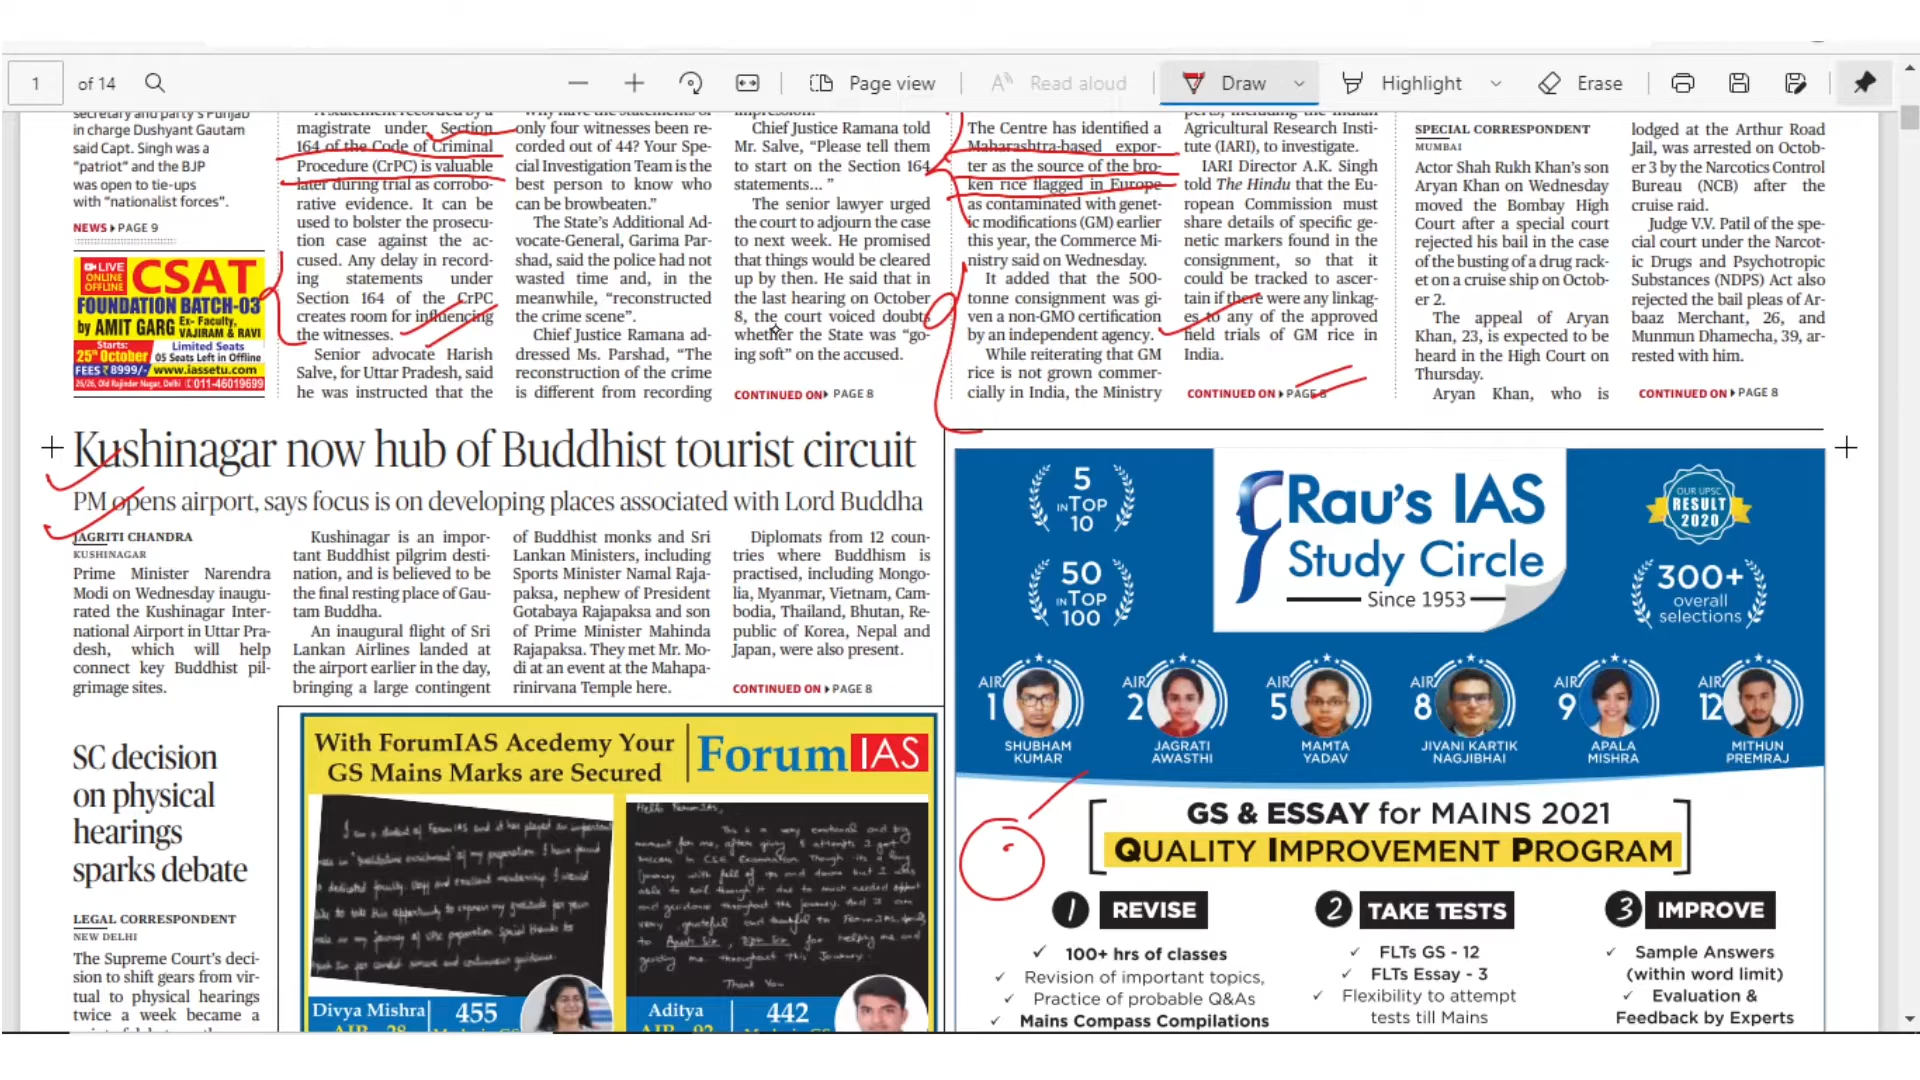 1 of 14 Page view Read aloud Draw Highlight Erase
secretary and party's Punjab
in charge Dushyant Gautam
said Capt. Singh was a
"patriot" and the BJP
was open to tie-ups
with "nationalist forces".
NEWS PAGE 9
LIVE
ONLINE
OFFLINE
CSAT
FOUNDATION BATCH-03
by AMIT GARG Ex- Faculty,
VAJIRAM & RAVI
Starts:
25th October
Limited Seats
05 Seats Left in Offline
FEES ₹ 8999/- www.iassetu.com
26/26, Old Rajinder Nagar, Delhi 011-46019699
A statement recorded by a
magistrate under Section
164 of the Code of Criminal
Procedure (CrPC) is valuable
later during trial as corrobo-
rative evidence. It can be
used to bolster the prosecu-
tion case against the ac-
cused. Any delay in record-
ing statements under
Section 164 of the CrPC
creates room for influencing
the witnesses.
Senior advocate Harish
Salve, for Uttar Pradesh, said
he was instructed that the
Why have the statements of
only four witnesses been re-
corded out of 44? Your Spe-
cial Investigation Team is the
best person to know who
can be browbeaten."
The State's Additional Ad-
vocate-General, Garima Par-
shad, said the police had not
wasted time and, in the
meanwhile, "reconstructed
the crime scene".
Chief Justice Ramana ad-
dressed Ms. Parshad, "The
reconstruction of the crime
is different from recording
impression.
Chief Justice Ramana told
Mr. Salve, "Please tell them
to start on the Section 164
statements... "
The senior lawyer urged
the court to adjourn the case
to next week. He promised
that things would be cleared
up by then. He said that in
the last hearing on October
8, the court voiced doubts
whether the State was "go-
ing soft" on the accused.
CONTINUED ON PAGE 8
The Centre has identified a
Maharashtra-based expor-
ter as the source of the bro-
ken rice flagged in Europe
as contaminated with genet-
ic modifications (GM) earlier
this year, the Commerce Mi-
nistry said on Wednesday.
It added that the 500-
tonne consignment was gi-
ven a non-GMO certification
by an independent agency.
While reiterating that GM
rice is not grown commer-
cially in India, the Ministry
perts, including the Indian
Agricultural Research Insti-
tute (IARI), to investigate.
IARI Director A.K. Singh
told The Hindu that the Eu-
ropean Commission must
share details of specific ge-
netic markers found in the
consignment, so that it
could be tracked to ascer-
tain if there were any linkag-
es to any of the approved
field trials of GM rice in
India.
CONTINUED ON PAGE 8
SPECIAL CORRESPONDENT
MUMBAI
Actor Shah Rukh Khan's son
Aryan Khan on Wednesday
moved the Bombay High
Court after a special court
rejected his bail in the case
of the busting of a drug rack-
et on a cruise ship on Octob-
er 2.
The appeal of Aryan
Khan, 23, is expected to be
heard in the High Court on
Thursday.
Aryan Khan, who is
lodged at the Arthur Road
Jail, was arrested on Octob-
er 3 by the Narcotics Control
Bureau (NCB) after the
cruise raid.
Judge V.V. Patil of the spe-
cial court under the Narcot-
ic Drugs and Psychotropic
Substances (NDPS) Act also
rejected the bail pleas of Ar-
baaz Merchant, 26, and
Munmun Dhamecha, 39, ar-
rested with him.
CONTINUED ON PAGE 8
Kushinagar now hub of Buddhist tourist circuit
PM opens airport, says focus is on developing places associated with Lord Buddha
JAGRITI CHANDRA
KUSHINAGAR
Prime Minister Narendra
Modi on Wednesday inaugu-
rated the Kushinagar Inter-
national Airport in Uttar Pra-
desh, which will help
connect key Buddhist pil-
grimage sites.
Kushinagar is an impor-
tant Buddhist pilgrim desti-
nation, and is believed to be
the final resting place of Gau-
tam Buddha.
An inaugural flight of Sri
Lankan Airlines landed at
the airport earlier in the day,
bringing a large contingent
of Buddhist monks and Sri
Lankan Ministers, including
Sports Minister Namal Raja-
paksa, nephew of President
Gotabaya Rajapaksa and son
of Prime Minister Mahinda
Rajapaksa. They met Mr. Mo-
di at an event at the Mahapa-
rinirvana Temple here.
Diplomats from 12 coun-
tries where Buddhism is
practised, including Mongo-
lia, Myanmar, Vietnam, Cam-
bodia, Thailand, Bhutan, Re-
public of Korea, Nepal and
Japan, were also present.
CONTINUED ON PAGE 8
SC decision
on physical
hearings
sparks debate
LEGAL CORRESPONDENT
NEW DELHI
The Supreme Court's deci-
sion to shift gears from vir-
tual to physical hearings
twice a week became a
With ForumIAS Acedemy Your
GS Mains Marks are Secured
ForumIAS
Hello ForumIAS,
Thank You
Divya Mishra
455
Aditya
442
5
IN TOP
10
50
IN TOP
100
Rau's IAS
Study Circle
Since 1953
OUR UPSC
RESULT
2020
300+
overall
selections
AIR 1
SHUBHAM
KUMAR
AIR 2
JAGRATI
AWASTHI
AIR 5
MAMTA
YADAV
AIR 8
JIVANI KARTIK
NAGJIBHAI
AIR 9
APALA
MISHRA
AIR 12
MITHUN
PREMRAJ
GS & ESSAY for MAINS 2021
QUALITY IMPROVEMENT PROGRAM
1 REVISE
100+ hrs of classes
Revision of important topics,
Practice of probable Q&As
Mains Compass Compilations
2 TAKE TESTS
FLTs GS - 12
FLTs Essay - 3
Flexibility to attempt
tests till Mains
3 IMPROVE
Sample Answers
(within word limit)
Evaluation &
Feedback by Experts